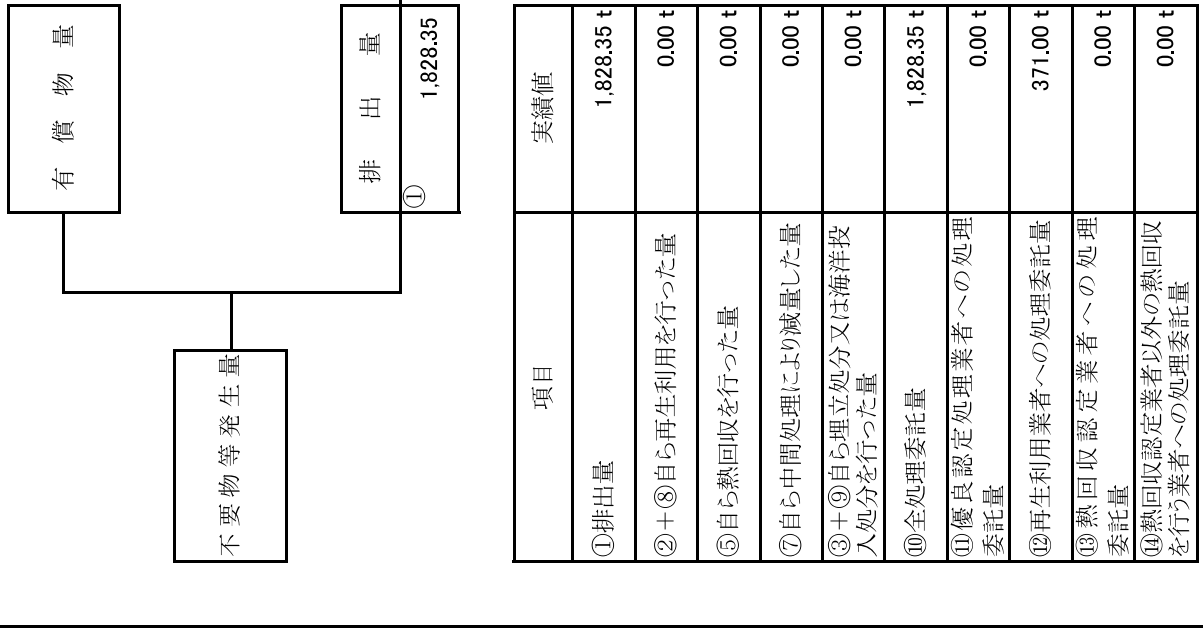 不要物等発生量
有償物量
排出量
① 1,828.35
項目 実績値
①排出量 1,828.35 t
②+⑧自ら再生利用を行った量 0.00 t
⑤自ら熱回収を行った量 0.00 t
⑦自ら中間処理により減量した量 0.00 t
③+⑨自ら埋立処分又は海洋投 0.00 t
入処分を行った量
⑩全処理委託量 1,828.35 t
⑪優良認定処理業者への処理 0.00 t
委託量
⑫再生利用業者への処理委託量 371.00 t
⑬熱回収認定業者への処理 0.00 t
委託量
⑭熱回収認定業者以外の熱回収 0.00 t
を行う業者への処理委託量